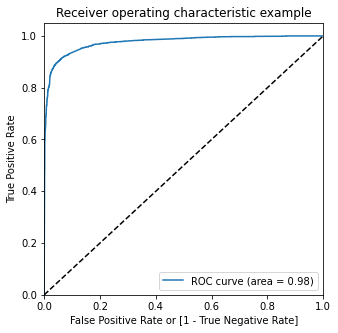 Receiver operating characteristic example
True Positive Rate
1.0
0.8
0.6
0.4
0.2
0.0
ROC curve (area = 0.98)
0.0 0.2 0.4 0.6 0.8 1.0
False Positive Rate or [1 - True Negative Rate]